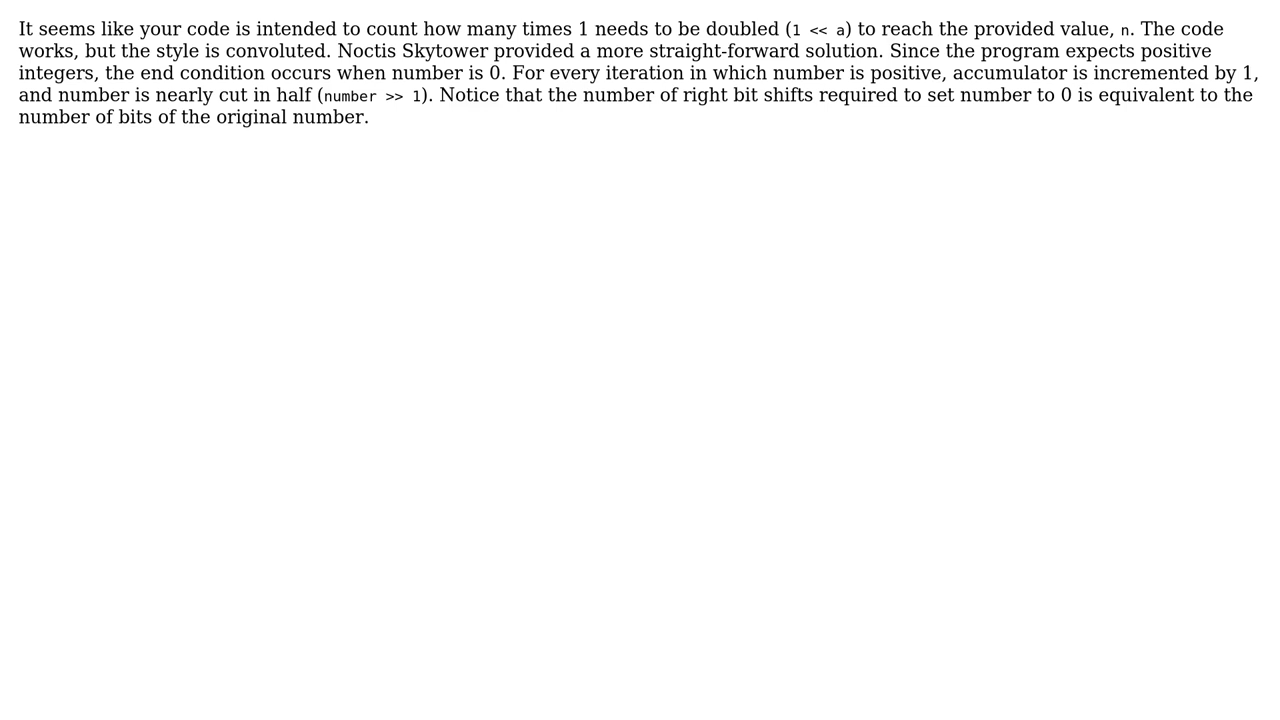 It seems like your code is intended to count how many times 1 needs to be doubled (1 << a) to reach the provided value, n. The code
works, but the style is convoluted. Noctis Skytower provided a more straight-forward solution. Since the program expects positive
integers, the end condition occurs when number is 0. For every iteration in which number is positive, accumulator is incremented by 1,
and number is nearly cut in half (number >> 1). Notice that the number of right bit shifts required to set number to 0 is equivalent to the
number of bits of the original number.